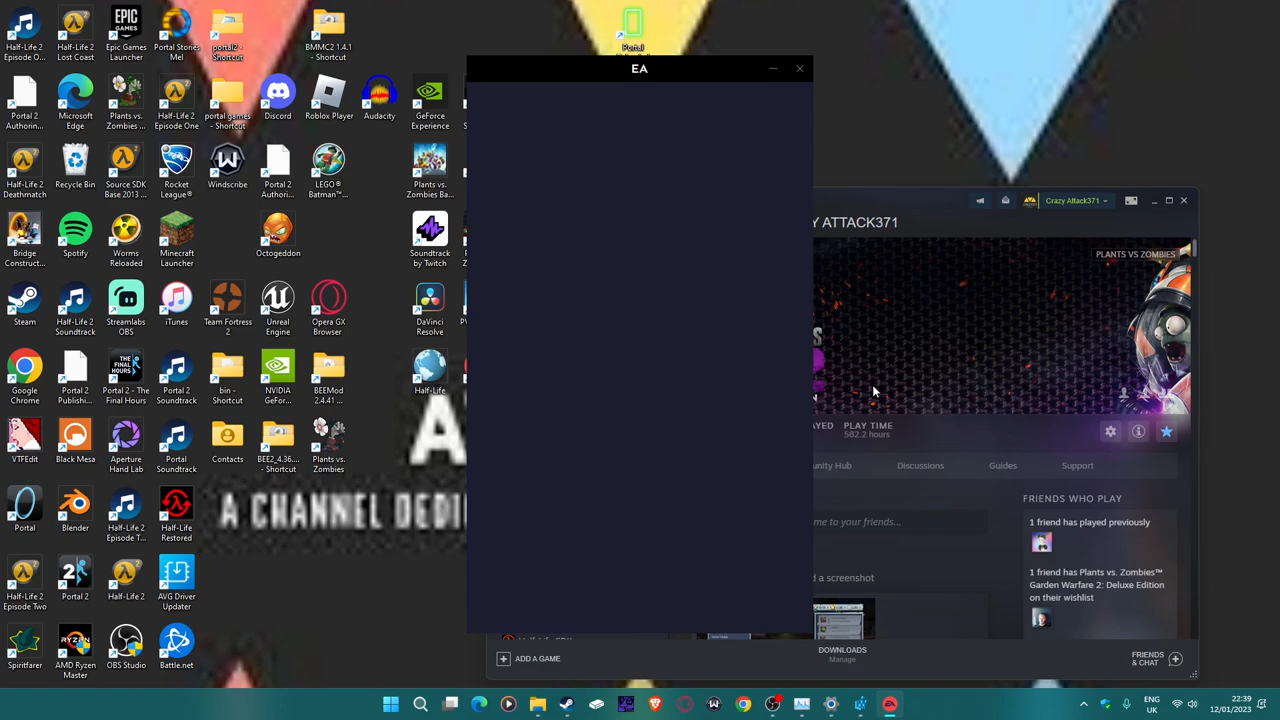 Half-Life 2
Episode O...
Half-Life 2
Lost Coast
EPIC
GAMES
Epic Games
Launcher
Portal Stories
Mel
portal2 -
Shortcut
BMMC2 1.4.1
- Shortcut
Portal
Portal 2
Authorin...
Microsoft
Edge
Plants vs.
Zombies ...
Half-Life 2
Episode One
portal games
- Shortcut
Discord
Roblox Player
Audacity
GeForce
Experience
Half-Life 2
Deathmatch
Recycle Bin
Source SDK
Base 2013 ...
Rocket
League®
Windscribe
Portal 2
Authori...
LEGO®
Batman™...
Plants vs.
Zombies Ba...
Bridge
Construct...
Spotify
Worms
Reloaded
Minecraft
Launcher
Octogeddon
Soundtrack
by Twitch
Steam
Half-Life 2
Soundtrack
Streamlabs
OBS
iTunes
Team Fortress
2
Unreal
Engine
Opera GX
Browser
DaVinci
Resolve
Google
Chrome
Portal 2
Publishi...
THE
FINAL
HOURS
Portal 2 - The
Final Hours
Portal 2
Soundtrack
bin -
Shortcut
NVIDIA
GeFor...
BEEMod
2.4.41 ...
Half-Life
VTFEdit
Black Mesa
Aperture
Hand Lab
Portal
Soundtrack
Contacts
BEE2_4.36....
- Shortcut
Plants vs.
Zombies
Portal
Blender
Half-Life 2
Episode T...
Half-Life
Restored
A CHANNEL DEDI
Half-Life 2
Episode Two
Portal 2
Half-Life 2
AVG Driver
Updater
Spiritfarer
RYZEN
AMD Ryzen
Master
OBS Studio
Battle.net
EA
Crazy Attack371
Y ATTACK371
PLANTS VS ZOMBIES
AYED
PLAY TIME
582.2 hours
unity Hub
Discussions
Guides
Support
me to your friends...
d a screenshot
FRIENDS WHO PLAY
1 friend has played previously
1 friend has Plants vs. Zombies™
Garden Warfare 2: Deluxe Edition
on their wishlist
ADD A GAME
DOWNLOADS
Manage
FRIENDS
& CHAT
ENG
UK
22:39
12/01/2023